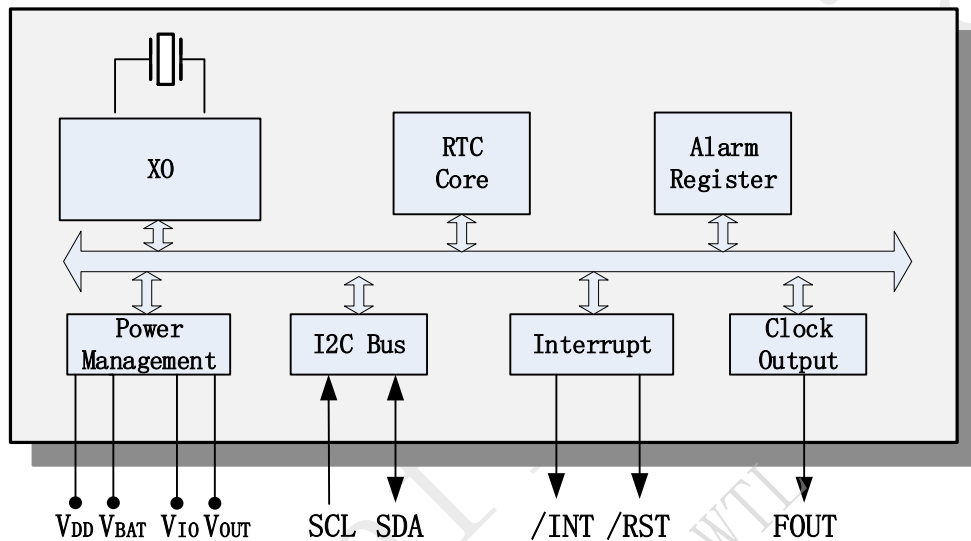 XO
RTC
Core
Alarm
Register
Power
Management
I2C Bus
Interrupt
Clock
Output
VDD VBAT VIO VOUT
SCL SDA
/INT /RST
FOUT
WTL